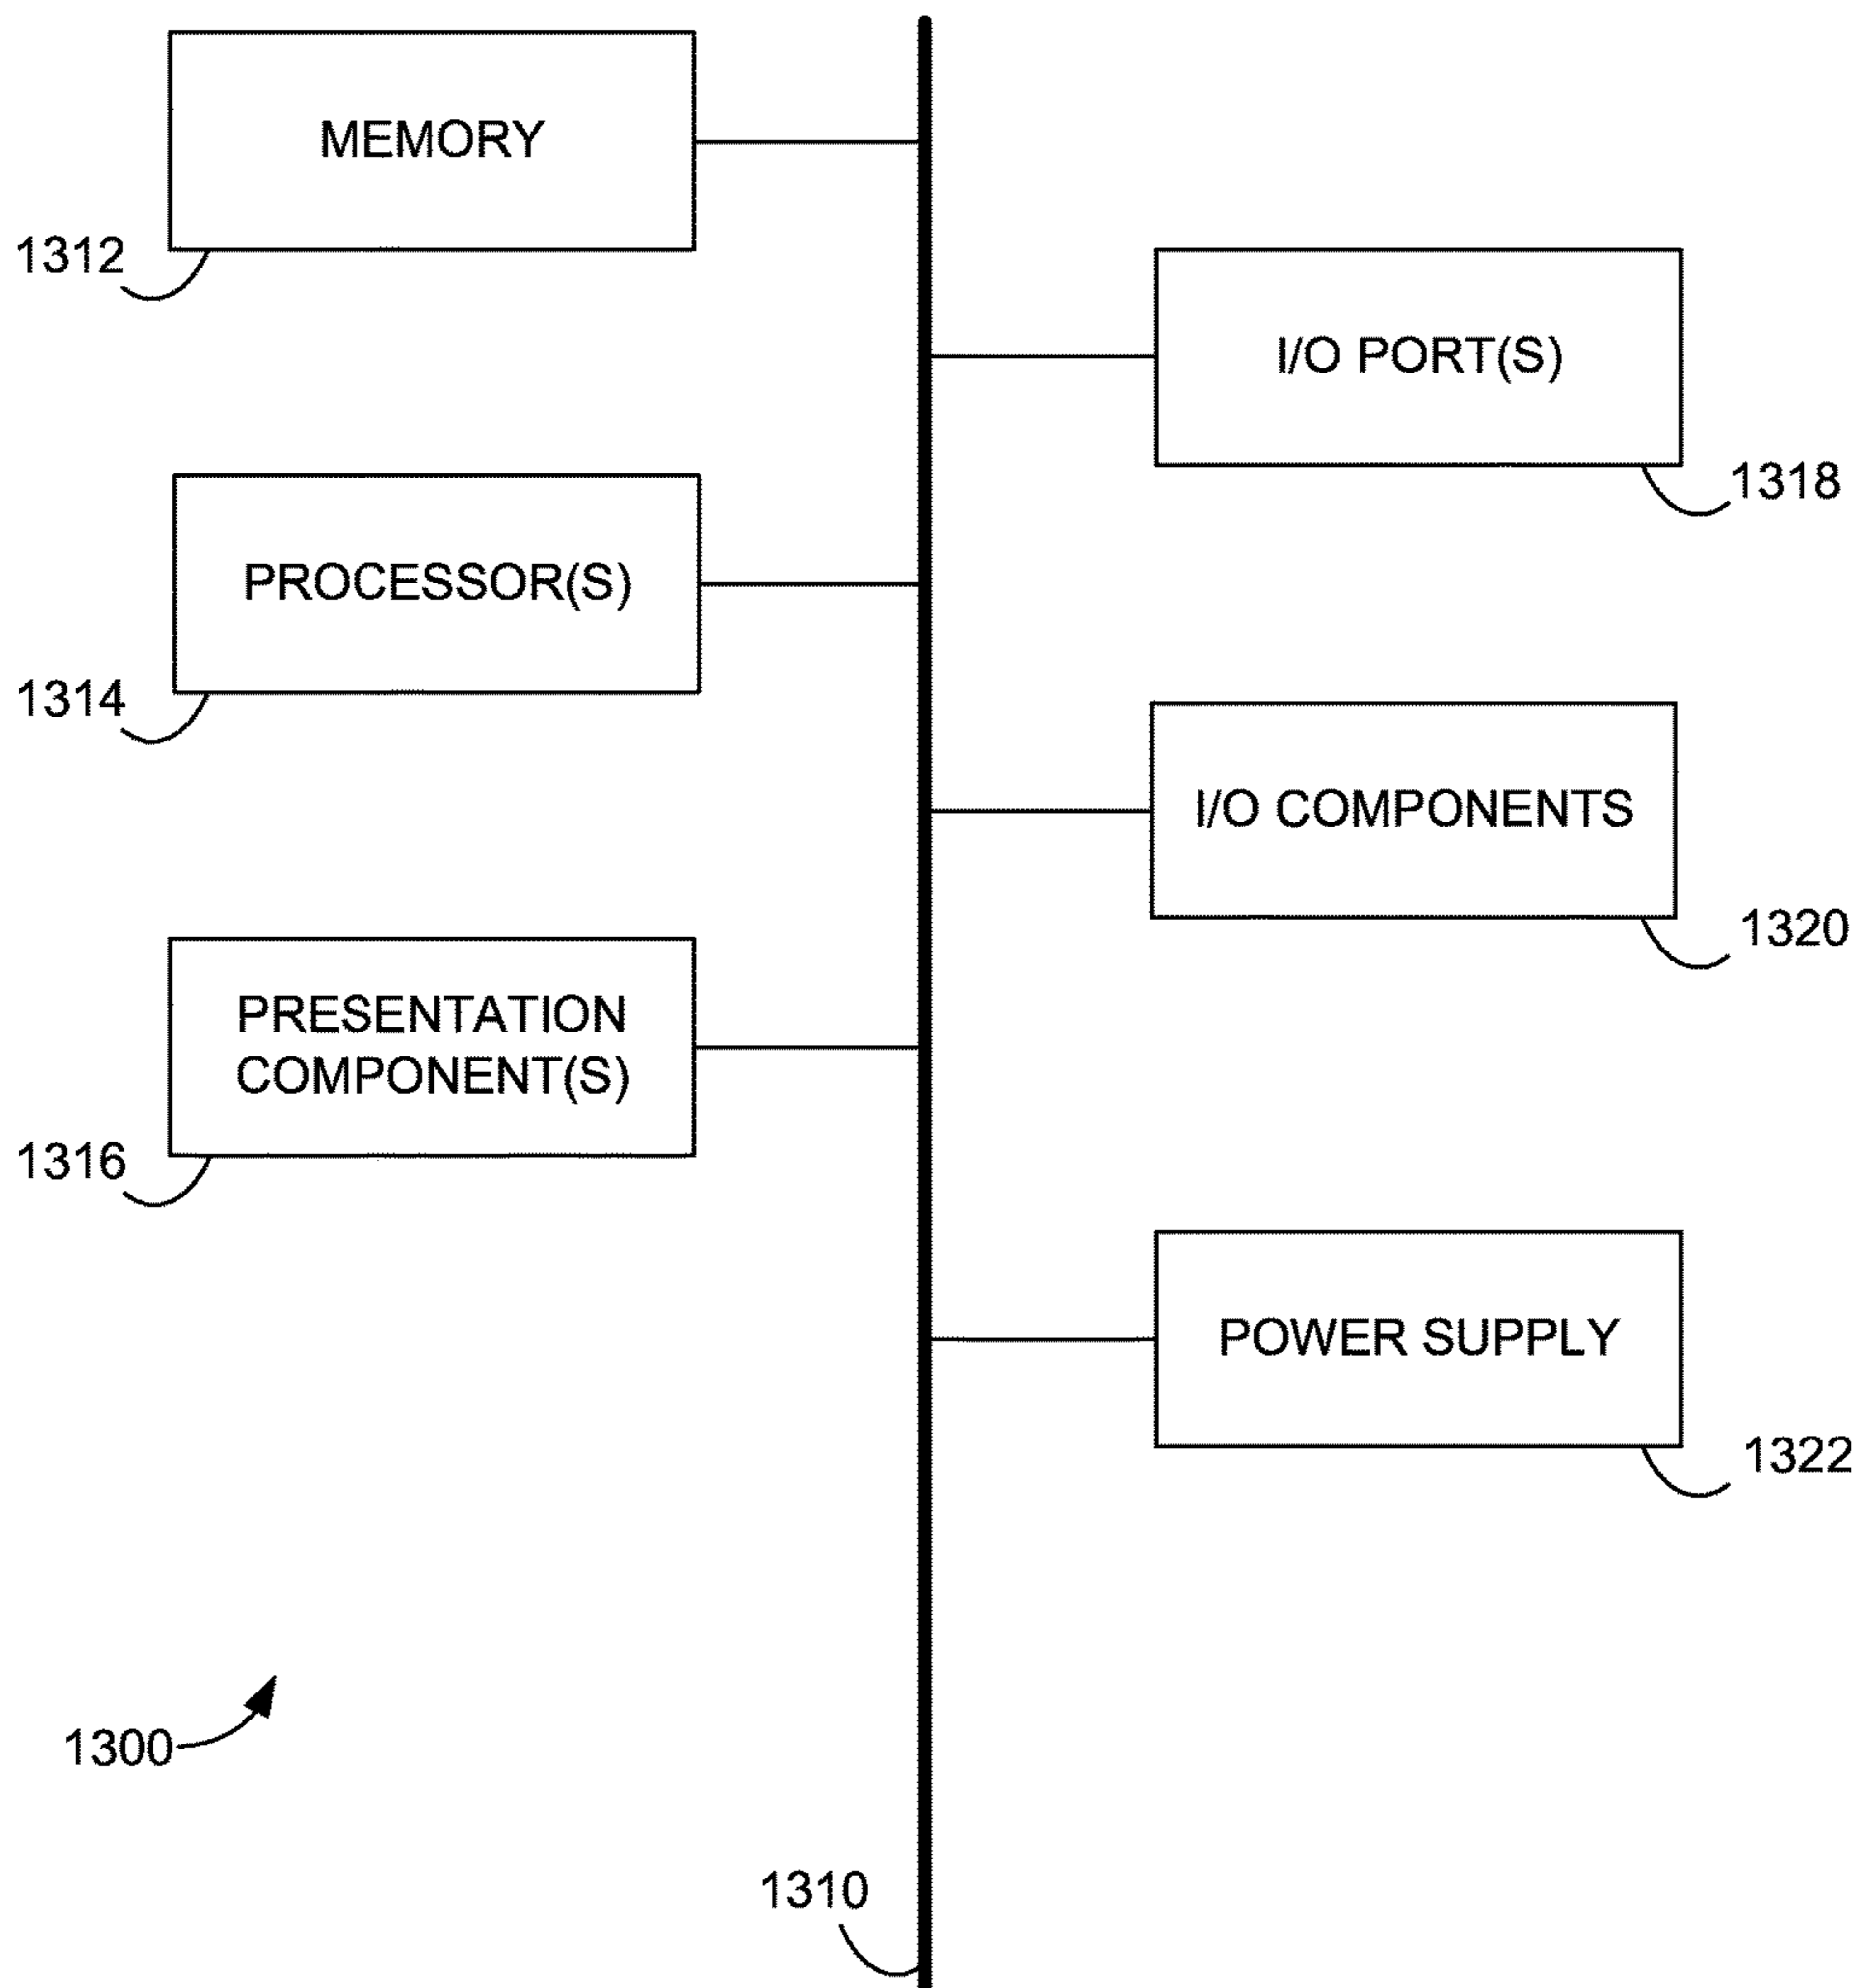 MEMORY
1312
I/O PORT(S)
1318
PROCESSOR(S)
1314
I/O COMPONENTS
1320
PRESENTATION
COMPONENT(S)
1316
POWER SUPPLY
1322
1300
1310